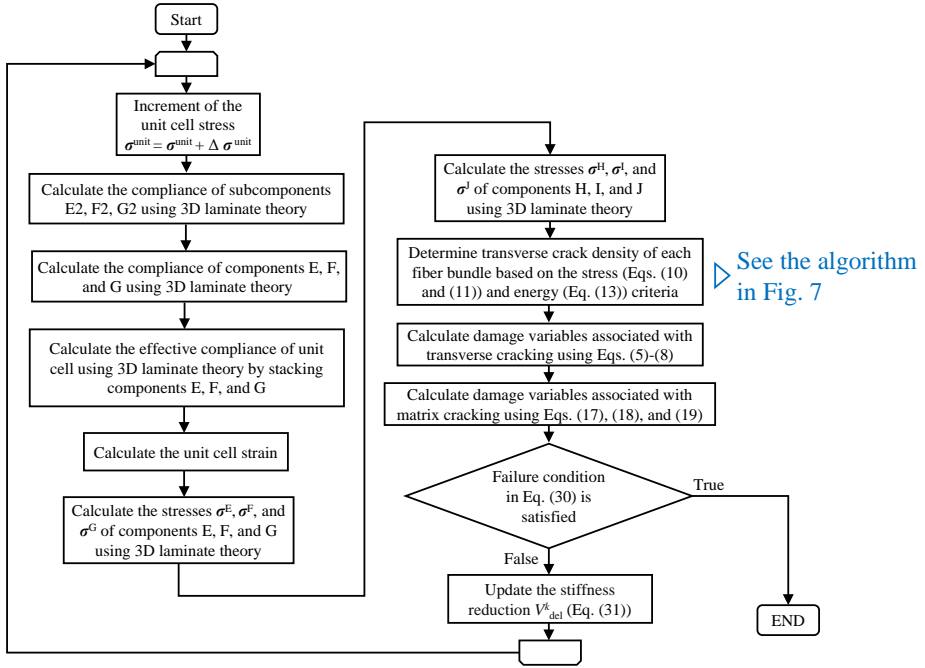 Start
Increment of the
unit cell stress
σ^unit = σ^unit + Δ σ^unit
Calculate the compliance of subcomponents
E2, F2, G2 using 3D laminate theory
Calculate the compliance of components E, F,
and G using 3D laminate theory
Calculate the effective compliance of unit
cell using 3D laminate theory by stacking
components E, F, and G
Calculate the unit cell strain
Calculate the stresses σ^E, σ^F, and
σ^G of components E, F, and G
using 3D laminate theory
Calculate the stresses σ^H, σ^I, and
σ^J of components H, I, and J
using 3D laminate theory
Determine transverse crack density of each
fiber bundle based on the stress (Eqs. (10)
and (11)) and energy (Eq. (13)) criteria
See the algorithm
in Fig. 7
Calculate damage variables associated with
transverse cracking using Eqs. (5)-(8)
Calculate damage variables associated with
matrix cracking using Eqs. (17), (18), and (19)
Failure condition
in Eq. (30) is
satisfied
True
False
Update the stiffness
reduction V^k_del (Eq. (31))
END